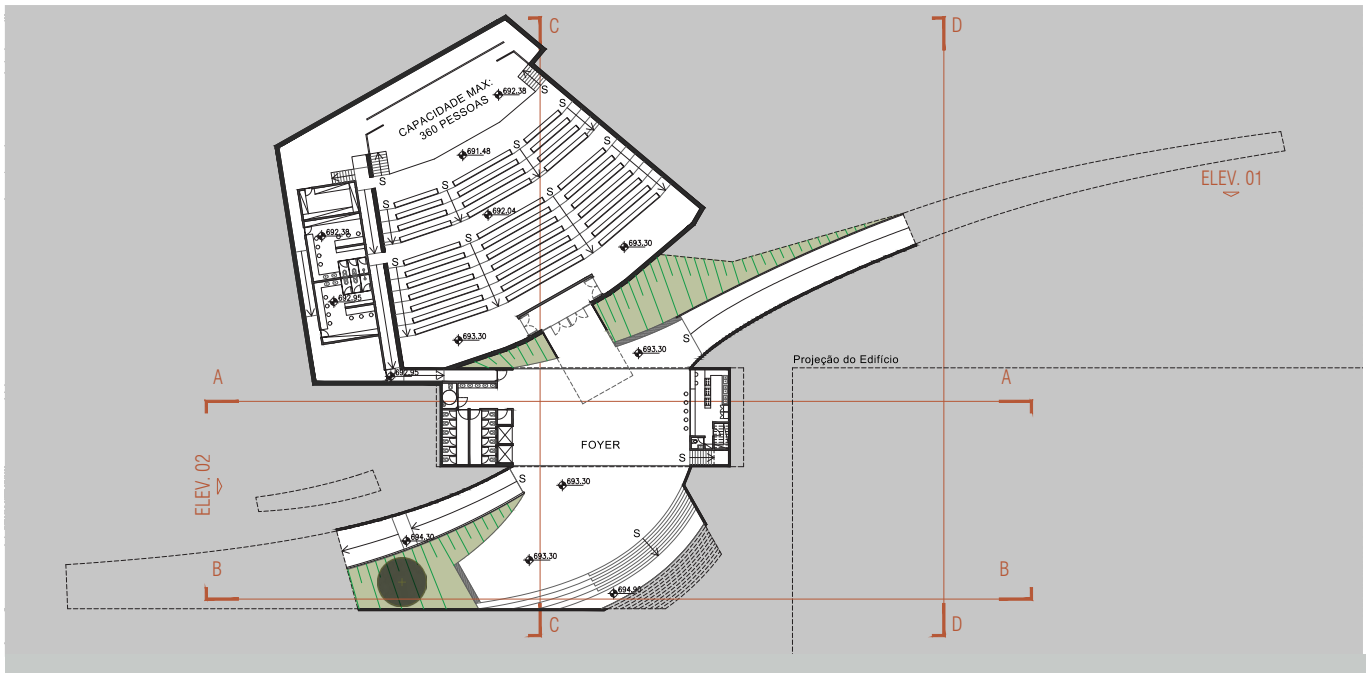 C
D
S
692.38
S
CAPACIDADE MAX:
360 PESSOAS
S
691.48
S
S
ELEV. 01
S
S
692.04
S
692.38
S
693.30
S
692.95
693.30
S
693.30
Projeção do Edifício
A
692.95
A
FOYER
S
ELEV. 02
S
693.30
S
694.30
693.30
B
694.90
B
C
D